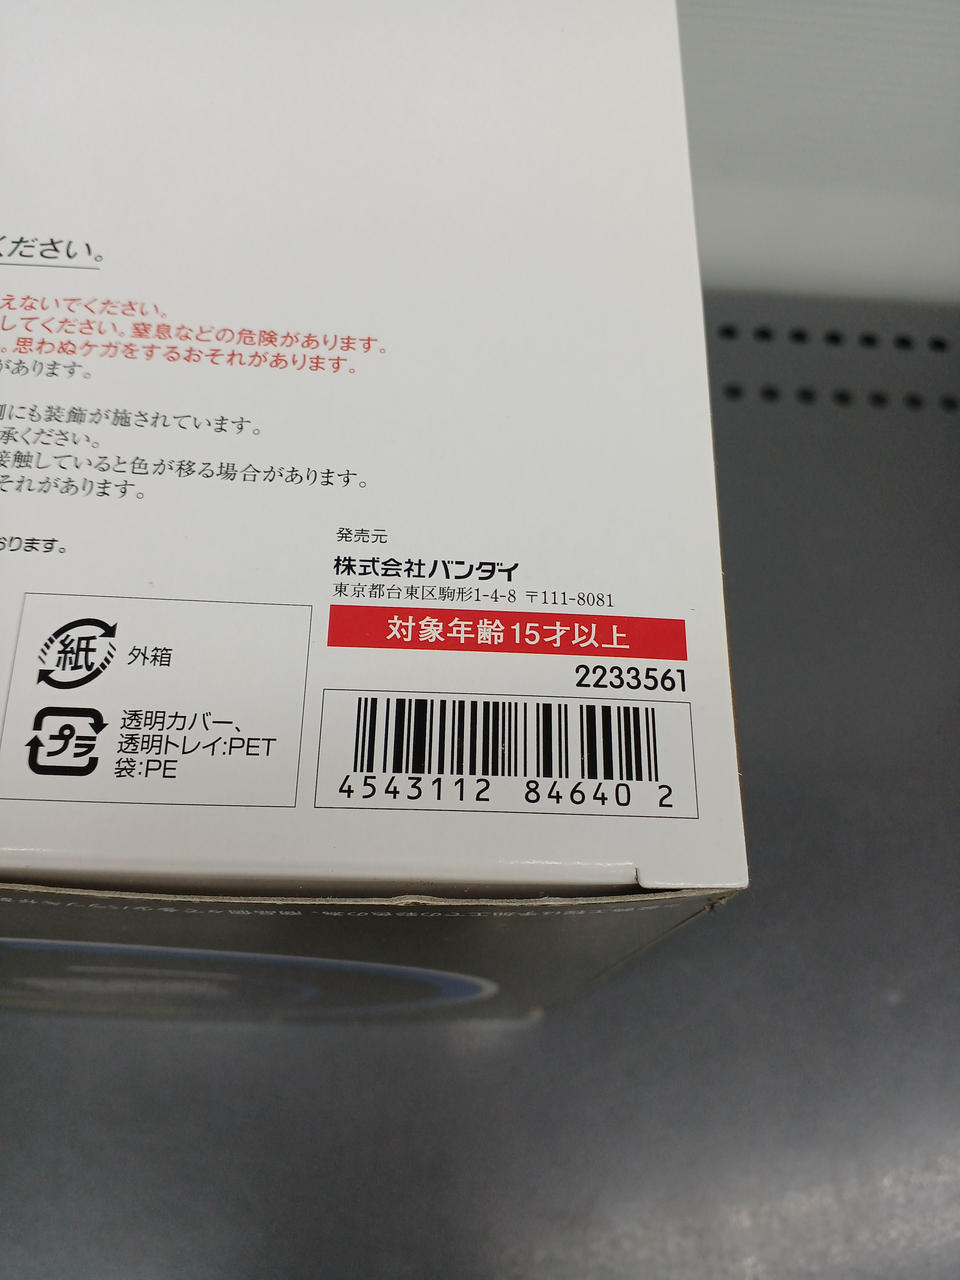 ください。
えないでください。
してください。窒息などの危険があります。
。思わぬケガをするおそれがあります。
があります。
側にも装飾が施されています。
承ください。
接触していると色が移る場合があります。
それがあります。
おります。
発売元
株式会社バンダイ
東京都台東区駒形1-4-8 〒111-8081
対象年齢15才以上
2233561
紙 外箱
プラ 透明カバー、
透明トレイ:PET
袋:PE
4543112 84640 2